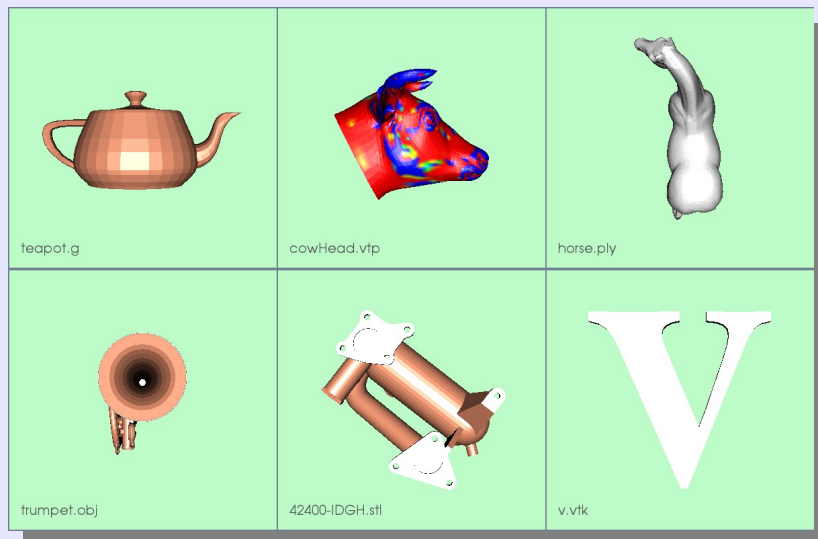 teapot.g
cowHead.vtp
horse.ply
trumpet.obj
42400-IDGH.stl
V
v.vtk